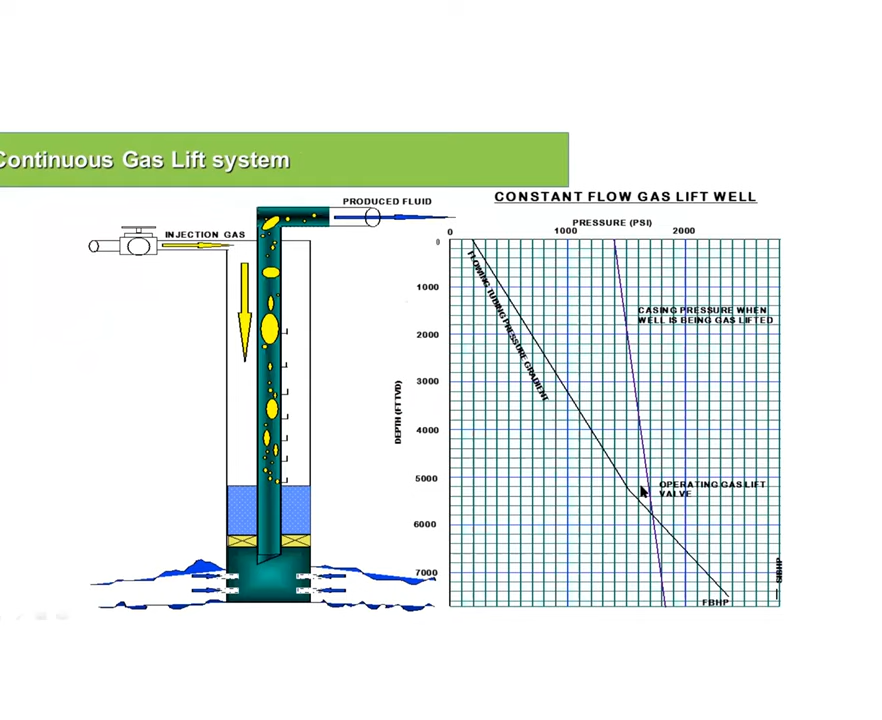 Continuous Gas Lift system
PRODUCED FLUID
INJECTION GAS
CONSTANT FLOW GAS LIFT WELL
PRESSURE (PSI)
0 1000 2000
0
1000
2000
3000
4000
5000
6000
7000
DEPTH (FT TVD)
FLOWING TUBING PRESSURE GRADIENT
CASING PRESSURE WHEN
WELL IS BEING GAS LIFTED
OPERATING GAS LIFT
VALVE
FBHP
SIBHP